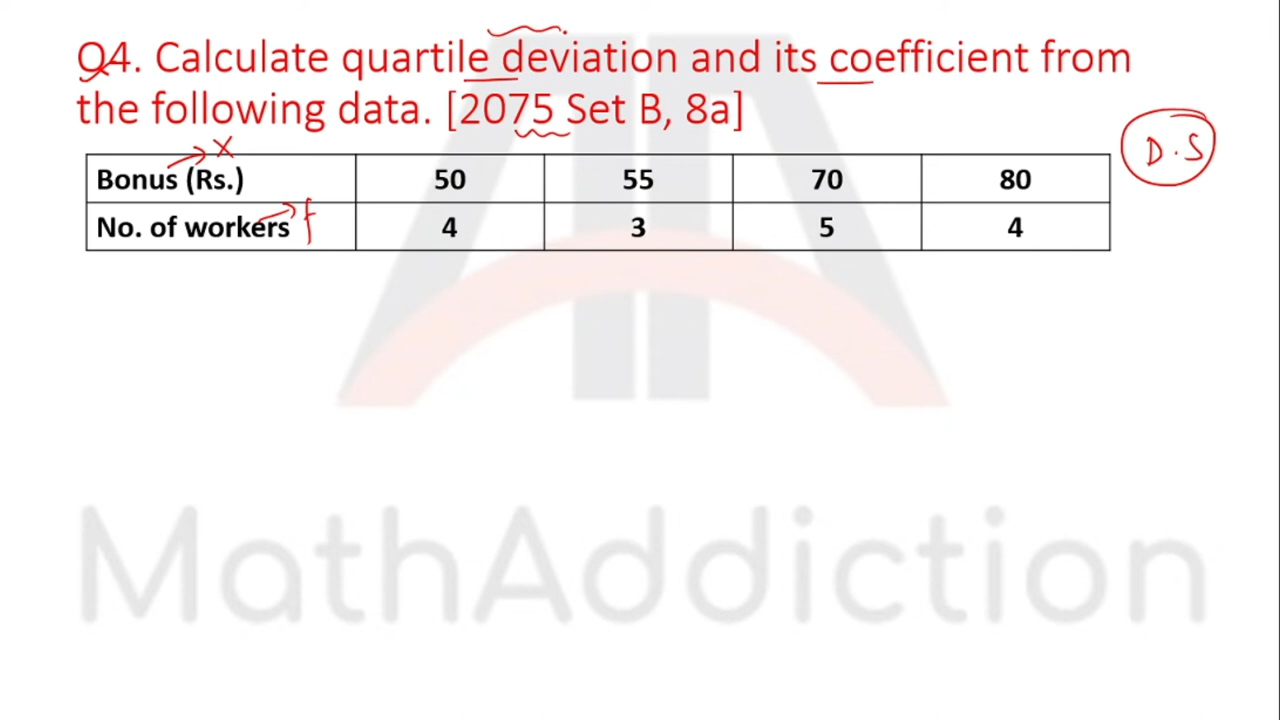 Q4. Calculate quartile deviation and its coefficient from
the following data. [2075 Set B, 8a]
D.S
x
Bonus (Rs.) 50 55 70 80
No. of workers f 4 3 5 4
MathAddiction